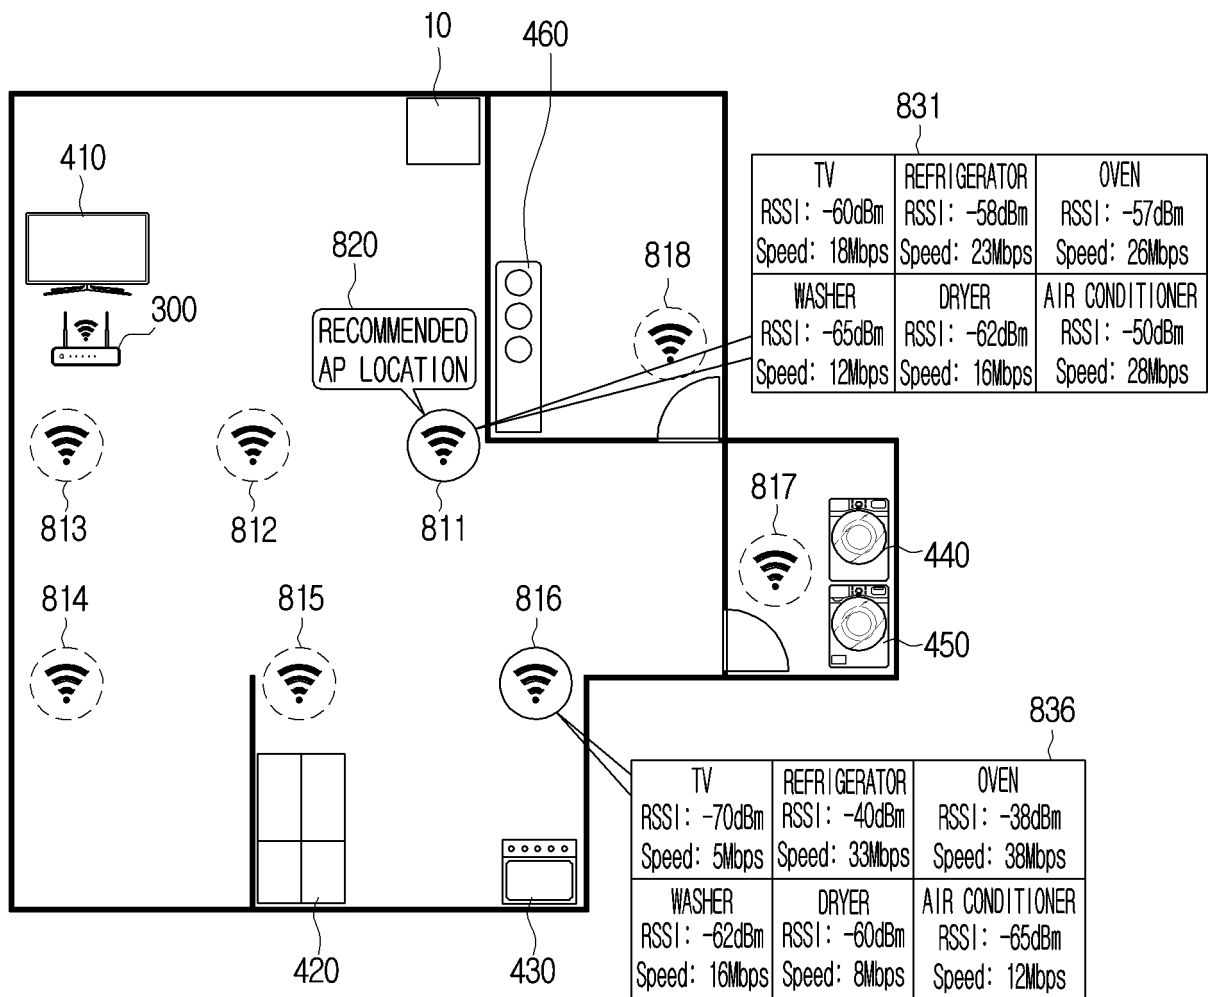 10
460
831
410
TV
RSSI: -60dBm
Speed: 18Mbps
REFRIGERATOR
RSSI: -58dBm
Speed: 23Mbps
OVEN
RSSI: -57dBm
Speed: 26Mbps
WASHER
RSSI: -65dBm
Speed: 12Mbps
DRYER
RSSI: -62dBm
Speed: 16Mbps
AIR CONDITIONER
RSSI: -50dBm
Speed: 28Mbps
820
818
300
RECOMMENDED
AP LOCATION
813
812
811
817
440
814
815
816
450
836
TV
RSSI: -70dBm
Speed: 5Mbps
REFRIGERATOR
RSSI: -40dBm
Speed: 33Mbps
OVEN
RSSI: -38dBm
Speed: 38Mbps
WASHER
RSSI: -62dBm
Speed: 16Mbps
DRYER
RSSI: -60dBm
Speed: 8Mbps
AIR CONDITIONER
RSSI: -65dBm
Speed: 12Mbps
420
430